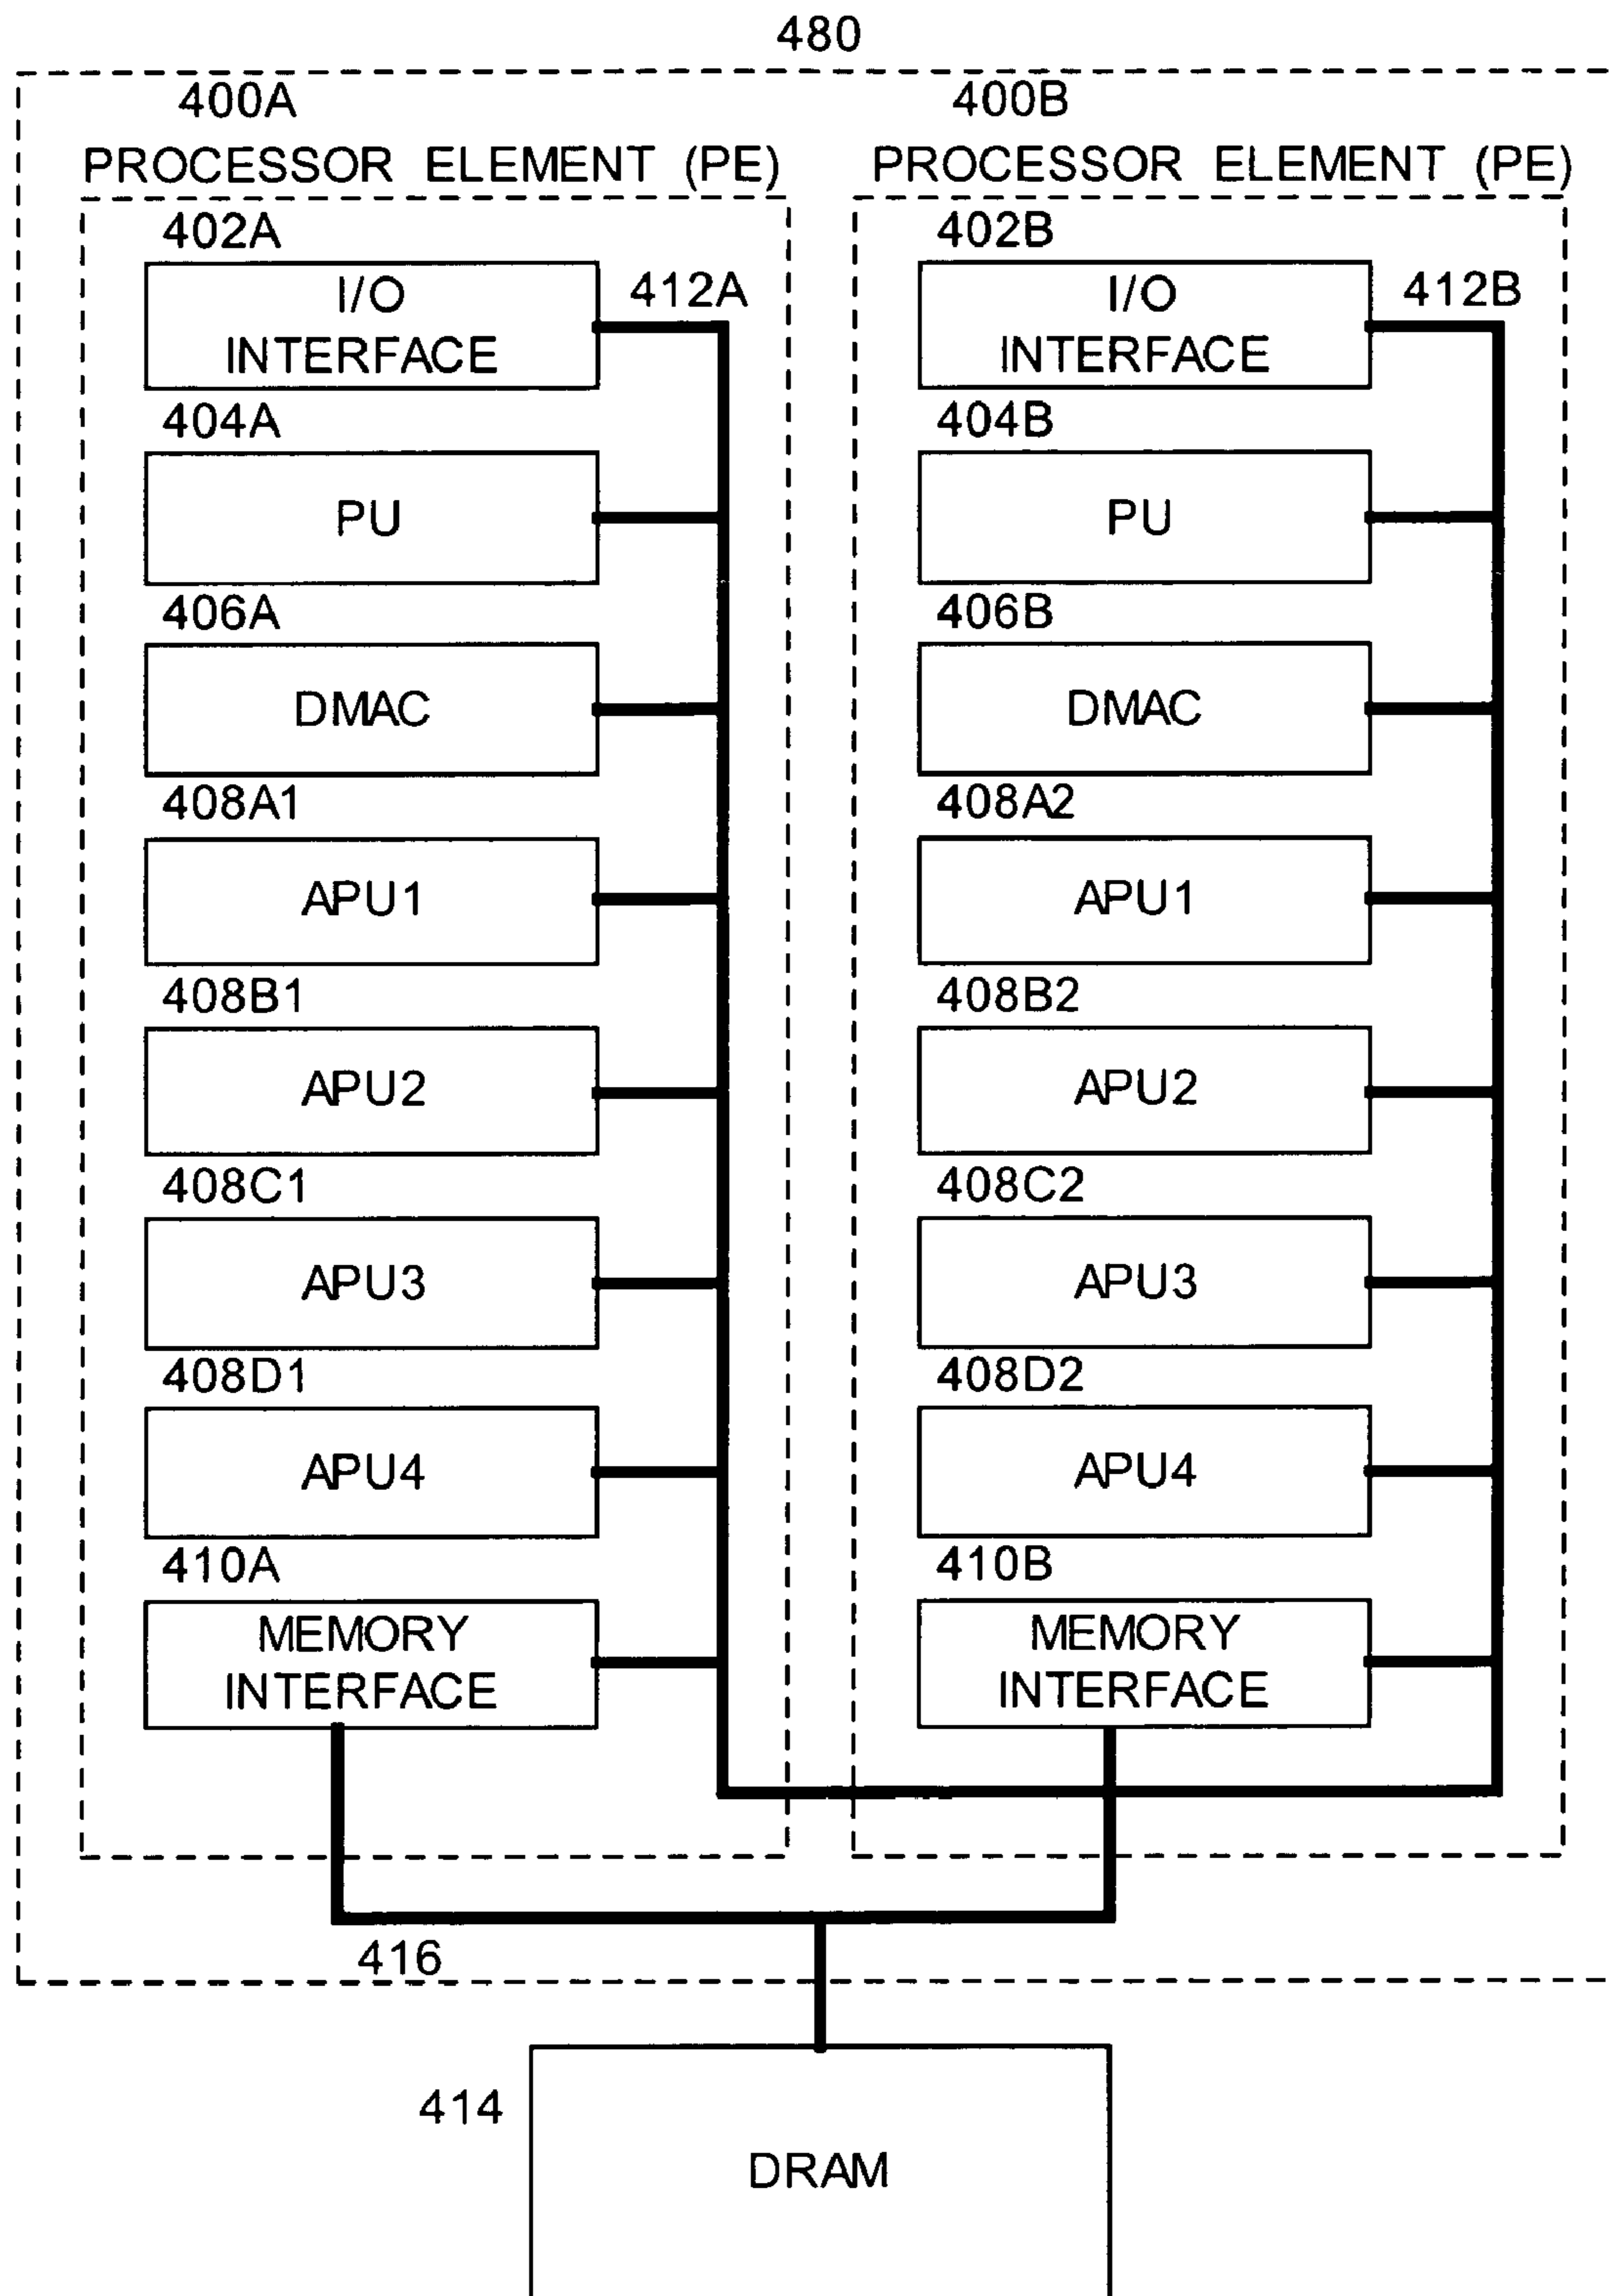 480
400A
PROCESSOR ELEMENT (PE)
402A
I/O
INTERFACE
412A
404A
PU
406A
DMAC
408A1
APU1
408B1
APU2
408C1
APU3
408D1
APU4
410A
MEMORY
INTERFACE
400B
PROCESSOR ELEMENT (PE)
402B
I/O
INTERFACE
412B
404B
PU
406B
DMAC
408A2
APU1
408B2
APU2
408C2
APU3
408D2
APU4
410B
MEMORY
INTERFACE
416
414
DRAM